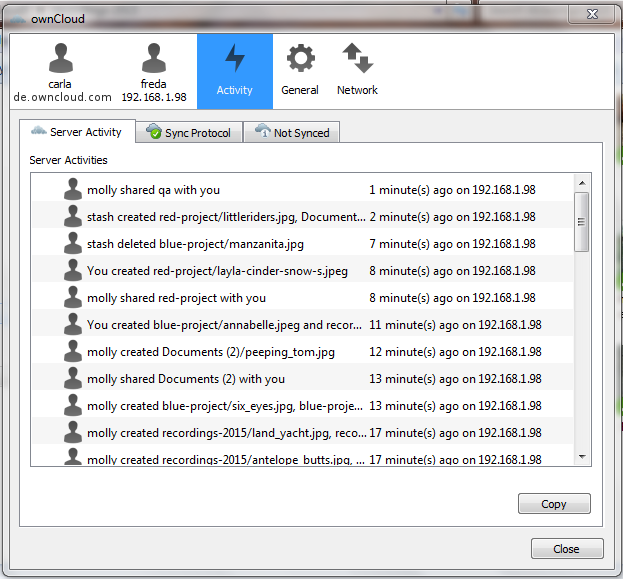 ownCloud
carla
de.owncloud.com
freda
192.168.1.98
Activity
General
Network
Server Activity
Sync Protocol
Not Synced
Server Activities
molly shared qa with you 1 minute(s) ago on 192.168.1.98
stash created red-project/littleriders.jpg, Document... 2 minute(s) ago on 192.168.1.98
stash deleted blue-project/manzanita.jpg 7 minute(s) ago on 192.168.1.98
You created red-project/layla-cinder-snow-s.jpeg 8 minute(s) ago on 192.168.1.98
molly shared red-project with you 8 minute(s) ago on 192.168.1.98
You created blue-project/annabelle.jpeg and recor... 11 minute(s) ago on 192.168.1.98
molly created Documents (2)/peeping_tom.jpg 12 minute(s) ago on 192.168.1.98
molly shared Documents (2) with you 13 minute(s) ago on 192.168.1.98
molly created blue-project/six_eyes.jpg, blue-proje... 13 minute(s) ago on 192.168.1.98
molly created recordings-2015/land_yacht.jpg, reco... 17 minute(s) ago on 192.168.1.98
molly created recordings-2015/antelope_butts.jpg, ... 17 minute(s) ago on 192.168.1.98
Copy
Close